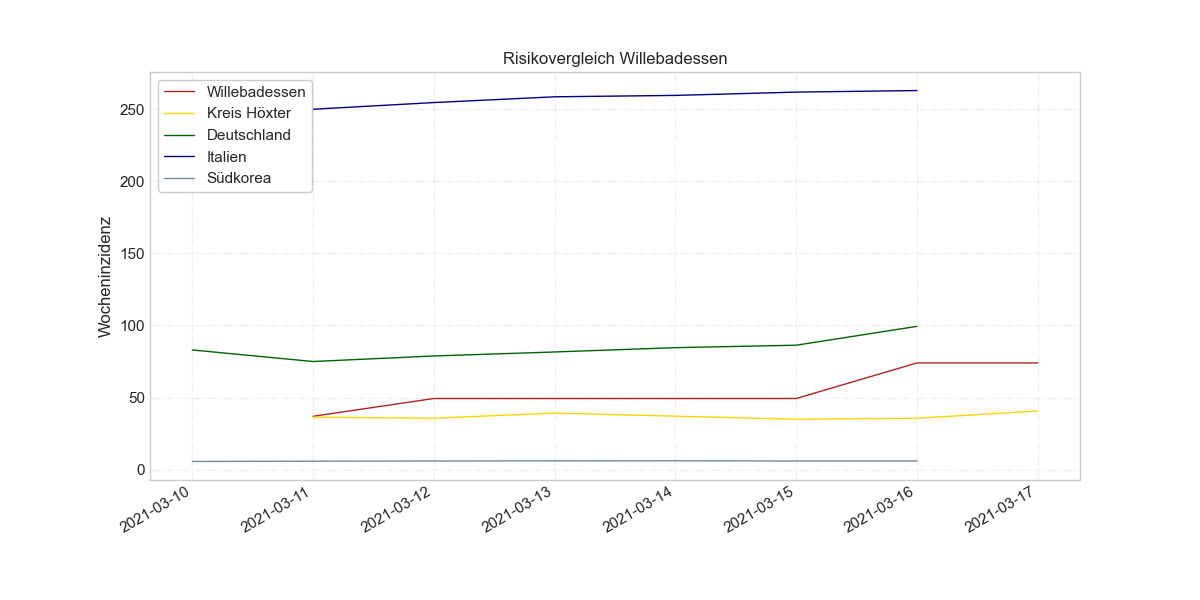 Risikovergleich Willebadessen
Willebadessen
Kreis Höxter
Deutschland
Italien
Südkorea
Wocheninzidenz
250
200
150
100
50
0
2021-03-10
2021-03-11
2021-03-12
2021-03-13
2021-03-14
2021-03-15
2021-03-16
2021-03-17